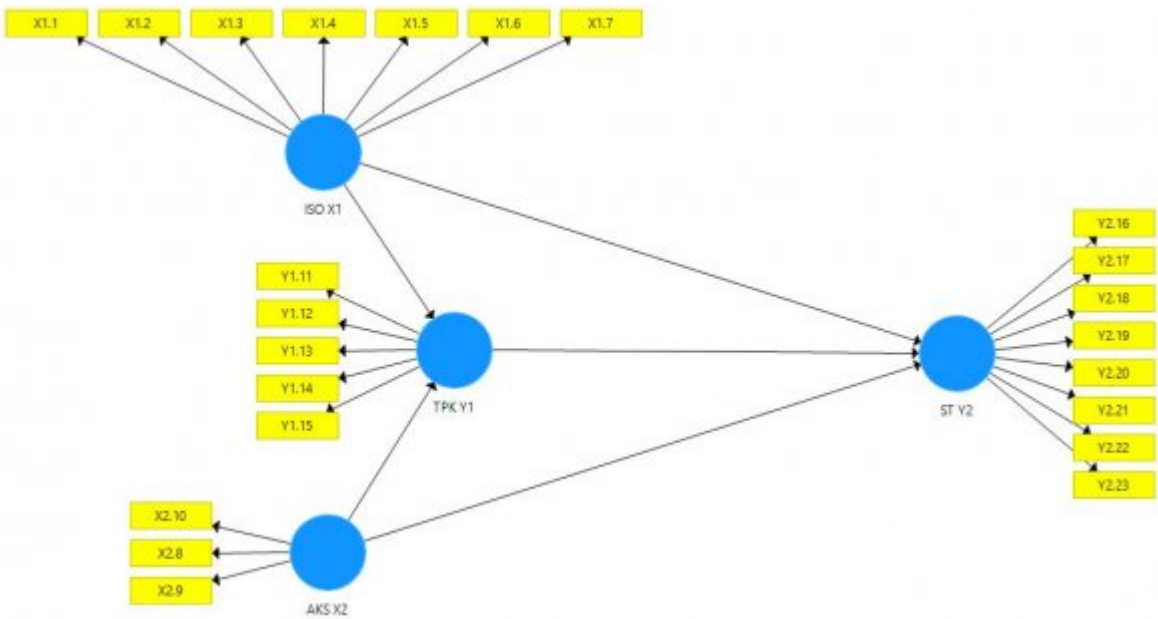 X1.1 X1.2 X1.3 X1.4 X1.5 X1.6 X1.7
ISO X1
Y1.11
Y1.12
Y1.13
Y1.14
Y1.15
TPK Y1
X2.10
X2.8
X2.9
AKS X2
Y2.16
Y2.17
Y2.18
Y2.19
Y2.20
Y2.21
Y2.22
Y2.23
ST Y2